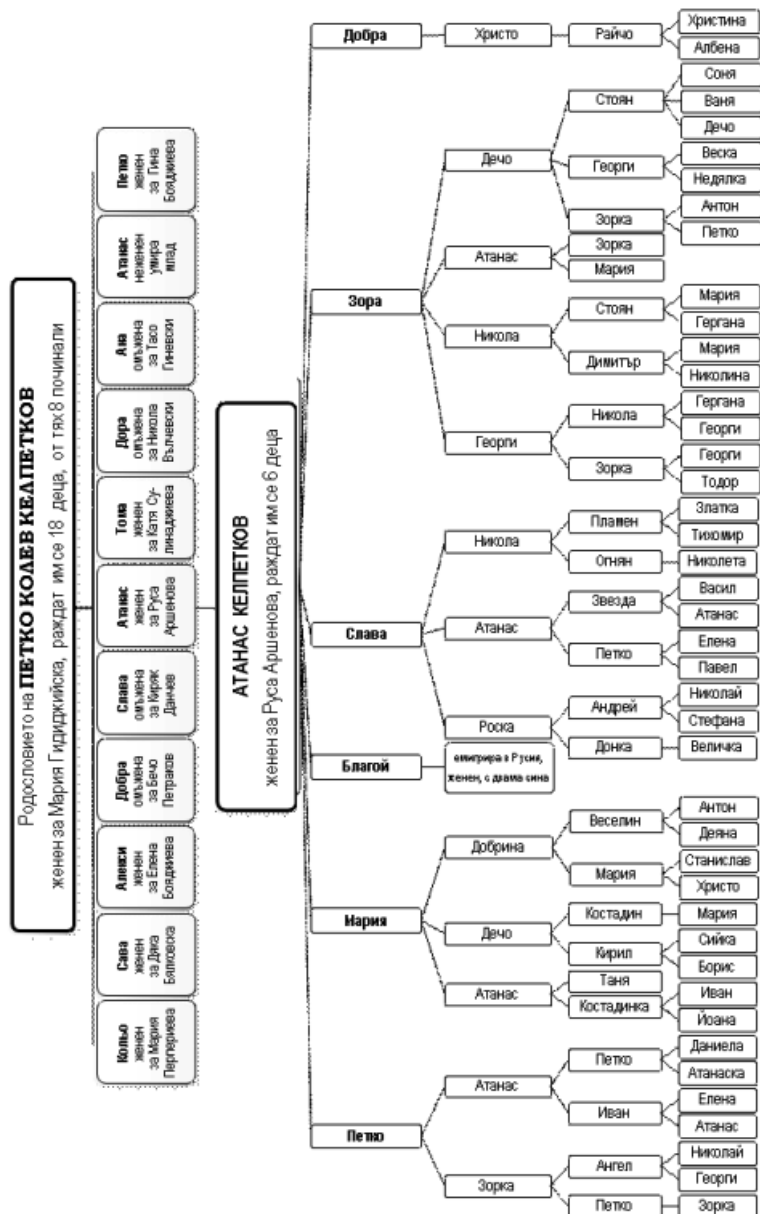 Родословието на ПЕТКО КОЛЕВ КЕЛПЕТКОВ
женен за Мария Гидиджийска, раждат им се 18 деца, от тях 8 починали
Кольо
женен
за Мария
Перпериева
Сава
женен
за Дяка
Бялковска
Алекси
женен
за Елена
Бояджиева
Добра
омъжена
за Бечо
Петраков
Слава
омъжена
за Киряк
Данчев
Атанас
женен
за Руса
Аршенова
Тома
женен
за Катя Су-
линаджиева
Дора
омъжена
за Никола
Вълчевски
Ана
омъжена
за Тасо
Гиневски
Атанас
неженен
умира
млад
Петко
женен
за Гина
Бояджиева
АТАНАС КЕЛПЕТКОВ
женен за Руса Аршенова, раждат им се 6 деца
Добра
Христо
Райчо
Христина
Албена
Зора
Дечо
Стоян
Соня
Ваня
Дечо
Георги
Веска
Недялка
Зорка
Антон
Петко
Атанас
Зорка
Мария
Никола
Стоян
Мария
Гергана
Димитър
Мария
Николина
Георги
Никола
Гергана
Георги
Зорка
Георги
Тодор
Слава
Никола
Пламен
Златка
Тихомир
Огнян
Николета
Атанас
Звезда
Васил
Атанас
Петко
Елена
Павел
Роска
Андрей
Николай
Стефана
Донка
Величка
Благой
емигрира в Русия,
женен, с двама сина
Мария
Добрина
Веселин
Антон
Деяна
Мария
Станислав
Христо
Дечо
Костадин
Мария
Кирил
Сийка
Борис
Атанас
Таня
Костадинка
Иван
Йоана
Петко
Атанас
Петко
Даниела
Атанаска
Иван
Елена
Атанас
Зорка
Ангел
Николай
Георги
Петко
Зорка